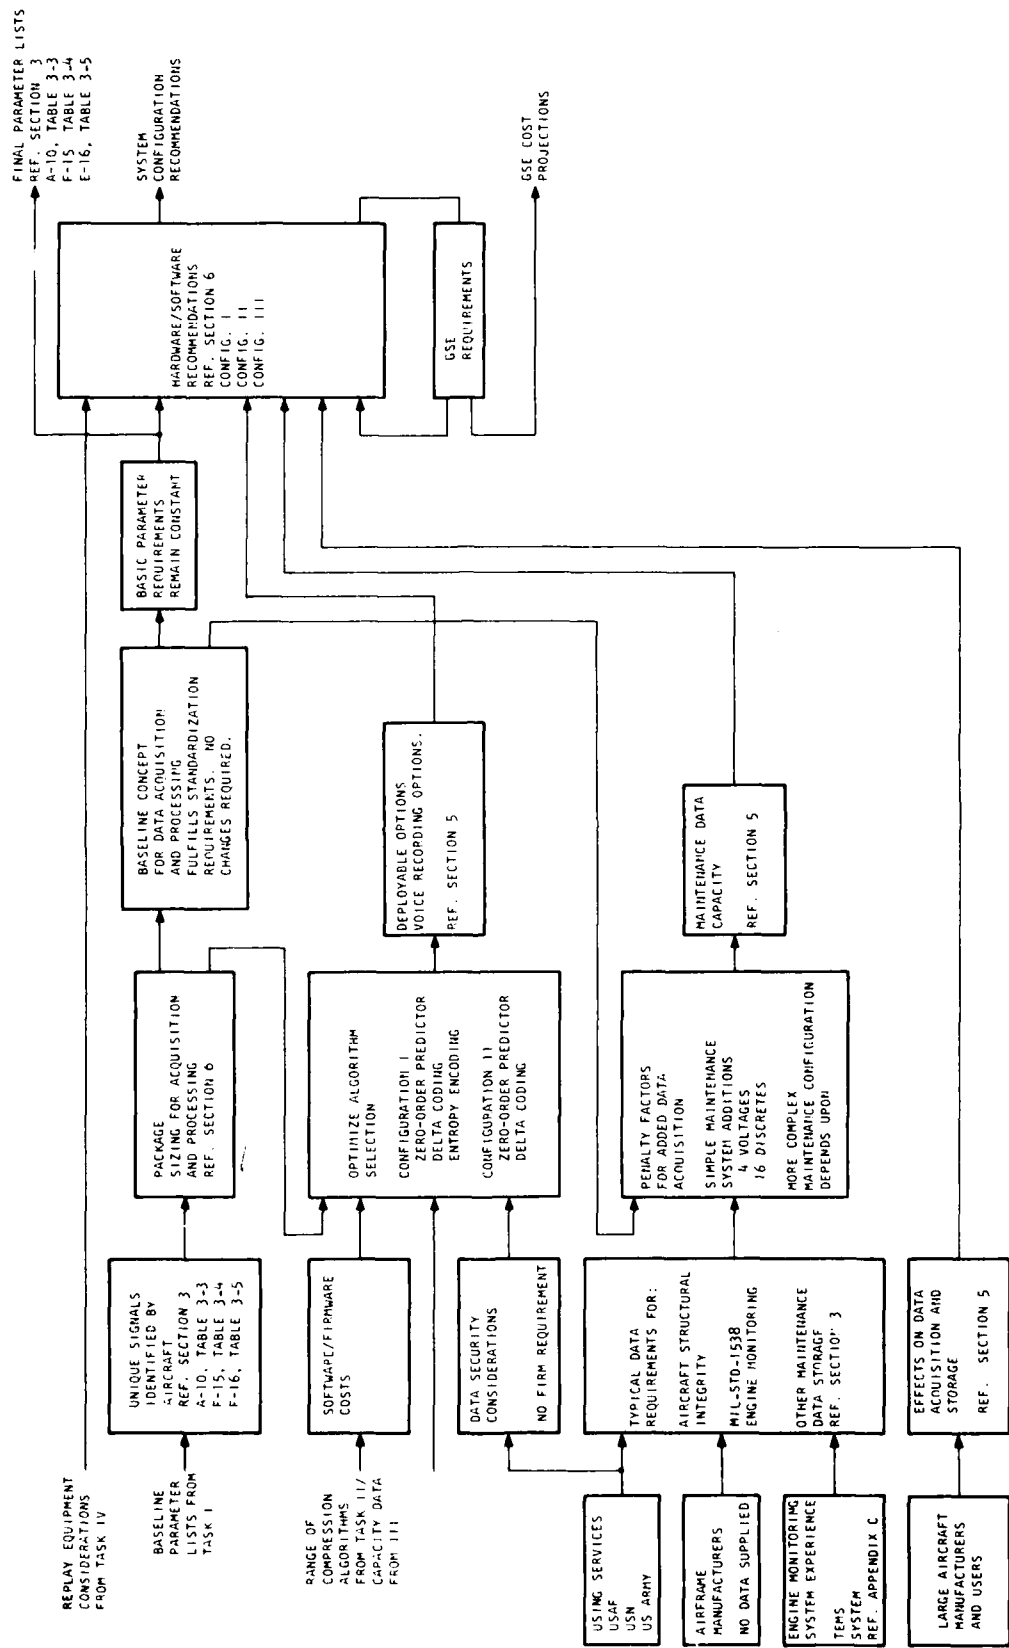 REPLAY EQUIPMENT
CONSIDERATIONS
FROM TASK IV
BASELINE
PARAMETER
LISTS FROM
TASK I
UNIQUE SIGNALS
IDENTIFIED BY
AIRCRAFT
REF. SECTION 3
A-10, TABLE 3-3
F-15, TABLE 3-4
F-16, TABLE 3-5
PACKAGE
SIZING FOR ACQUISITION
AND PROCESSING
REF. SECTION 6
BASELINE CONCEPT
FOR DATA ACQUISITION
AND PROCESSING
FULFILLS STANDARDIZATION
REQUIREMENTS. NO
CHANGES REQUIRED.
BASIC PARAMETER
REQUIREMENTS
REMAIN CONSTANT
FINAL PARAMETER LISTS
REF. SECTION 3
A-10, TABLE 3-3
F-15 TABLE 3-4
E-16, TABLE 3-5
HARDWARE/SOFTWARE
RECOMMENDATIONS
REF. SECTION 6
CONFIG. I
CONFIG. II
CONFIG. III
SYSTEM
CONFIGURATION
RECOMMENDATIONS
RANGE OF
COMPRESSION
ALGORITHMS
FROM TASK II/
CAPACITY DATA
FROM III
SOFTWAPE/FIRMWARE
COSTS
OPTIMIZE ALGORITHM
SELECTION
CONFIGURATION I
ZERO-ORDER PREDICTOR
DELTA CODING
ENTROPY ENCODING
CONFIGURATION II
ZERO-ORDER PREDICTOR
DELTA CODING
DEPLOYABLE OPTIONS
VOICE RECORDING OPTIONS.
REF. SECTION 5
GSE
REQUIREMENTS
GSE COST
PROJECTIONS
DATA SECURITY
CONSIDERATIONS
NO FIRM REQUIREMENT
USING SERVICES
USAF
USN
US ARMY
AIRFRAME
MANUFACTURERS
NO DATA SUPPLIED
ENGINE MONITORING
SYSTEM EXPERIENCE
TEMS
SYSTEM
REF. APPENDIX C
TYPICAL DATA
REQUIREMENTS FOR:
AIRCRAFT STRUCTURAL
INTEGRITY
MIL-STD-1538
ENGINE MONITORING
OTHER MAINTENANCE
DATA STORAGE
REF. SECTION 3
PENALTY FACTORS
FOR ADDED DATA
ACQUISITION
SIMPLE MAINTENANCE
SYSTEM ADDITIONS
4 VOLTAGES
16 DISCRETES
MORE COMPLEX
MAINTENANCE CONFIGURATION
DEPENDS UPON
MAINTENANCE DATA
CAPACITY
REF. SECTION 5
LARGE AIRCRAFT
MANUFACTURERS
AND USERS
EFFECTS ON DATA
ACQUISITION AND
STORAGE
REF. SECTION 5